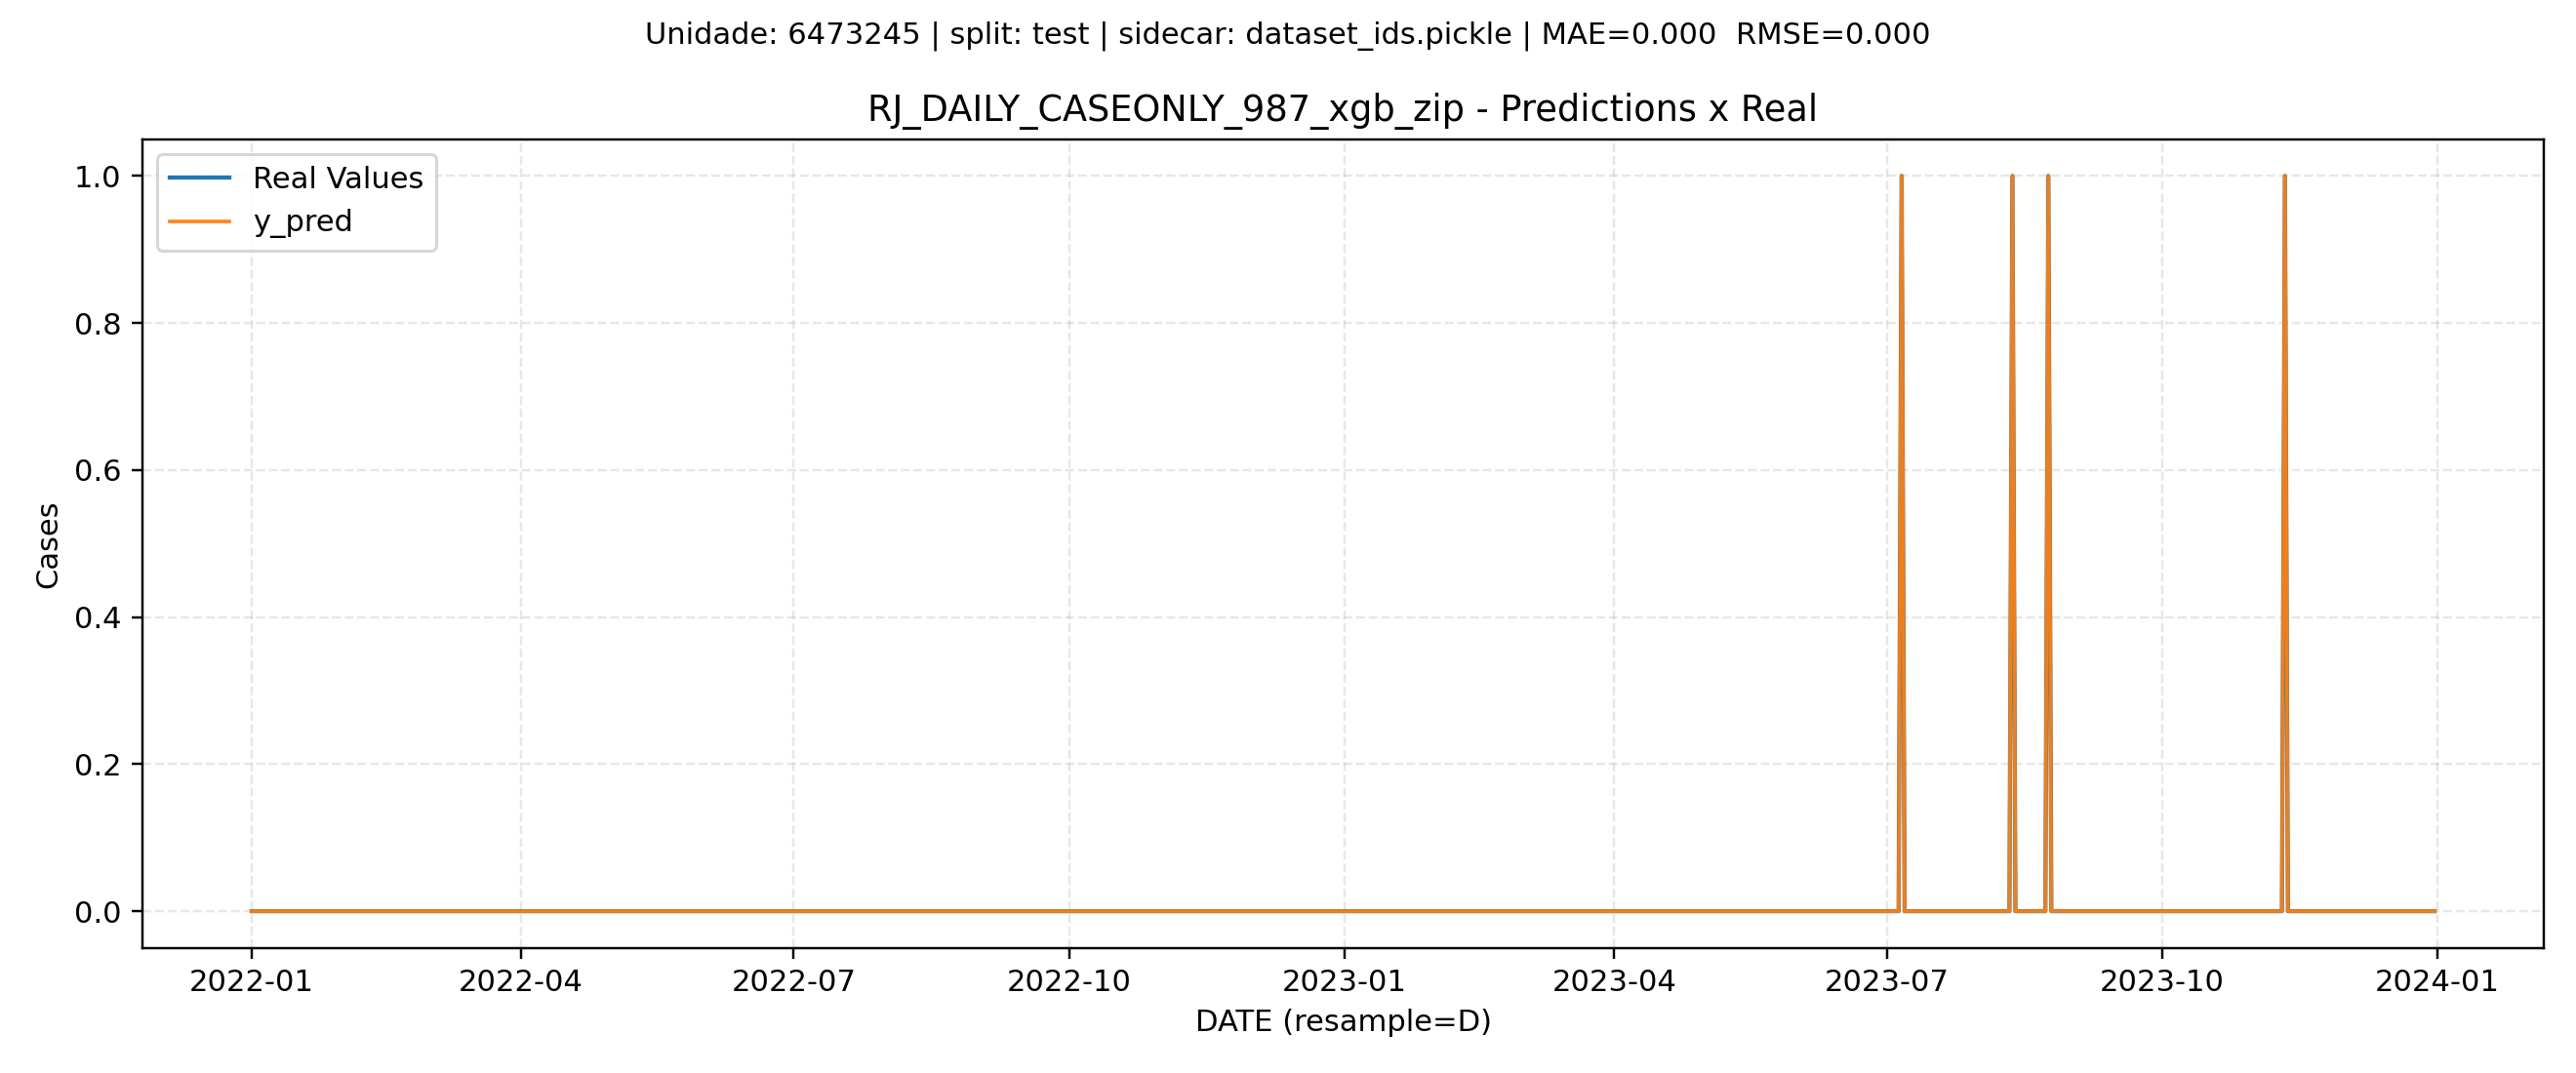 Unidade: 6473245 | split: test | sidecar: dataset_ids.pickle | MAE=0.000  RMSE=0.000
RJ_DAILY_CASEONLY_987_xgb_zip - Predictions x Real
Real Values
y_pred
1.0
0.8
0.6
0.4
0.2
0.0
Cases
2022-01 2022-04 2022-07 2022-10 2023-01 2023-04 2023-07 2023-10 2024-01
DATE (resample=D)